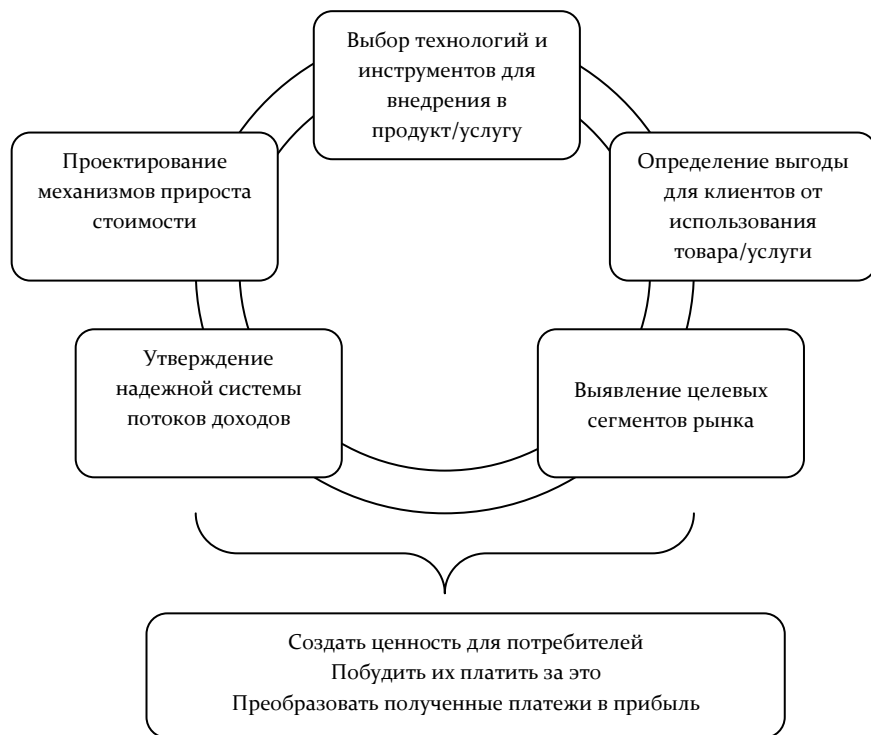 Выбор технологий и
инструментов для
внедрения в
продукт/услугу
Определение выгоды
для клиентов от
использования
товара/услуги
Выявление целевых
сегментов рынка
Утверждение
надежной системы
потоков доходов
Проектирование
механизмов прироста
стоимости
Создать ценность для потребителей
Побудить их платить за это
Преобразовать полученные платежи в прибыль